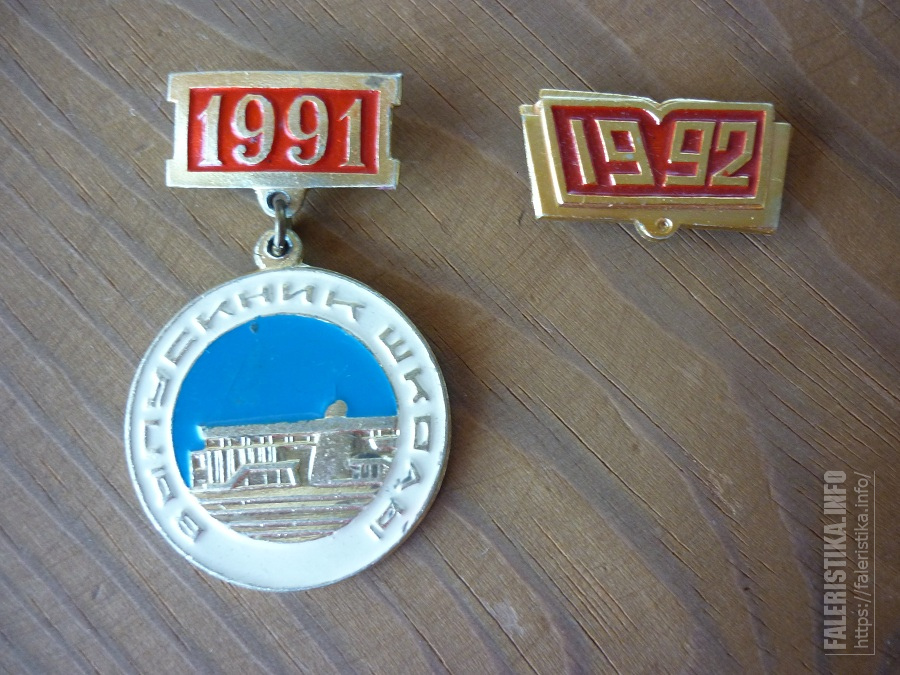 1991
1992
ВЫПУСКНИК ШКОЛЫ
FALERISTIKA.INFO
https://faleristika.info/